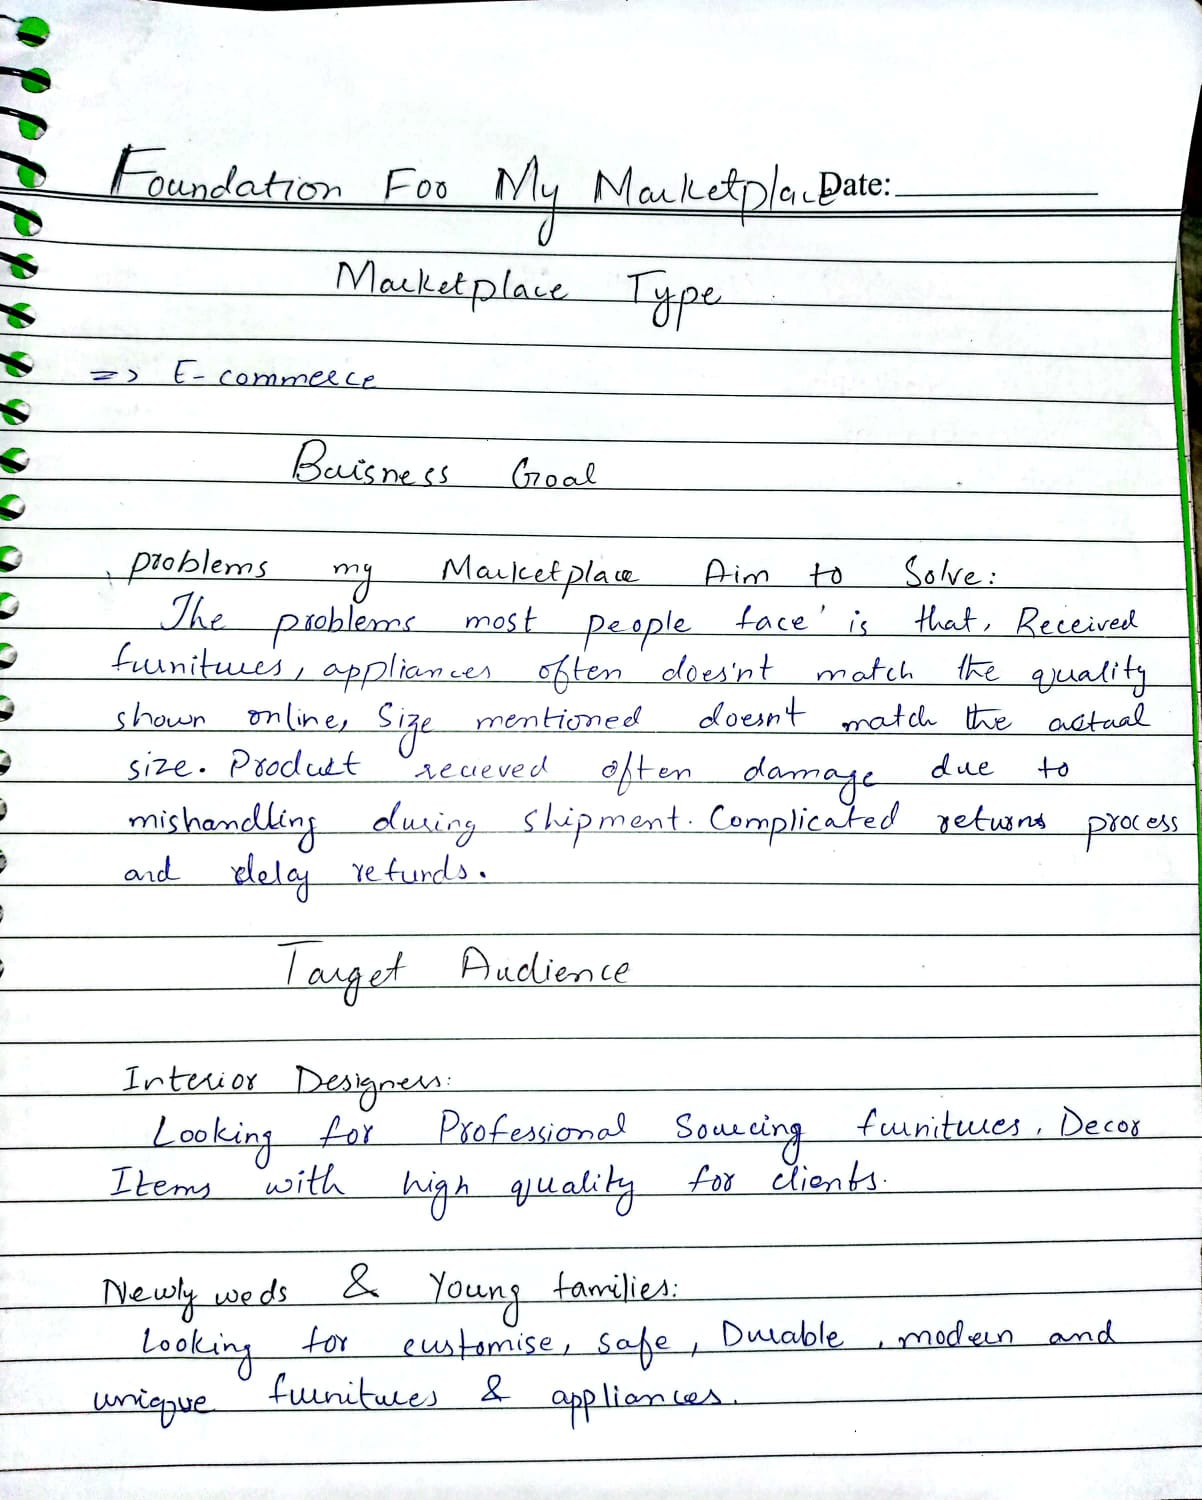 Foundation For My Marketplace Date:
Marketplace Type
=> E-commerce
Buisness Goal
problems my Marketplace Aim to Solve:
The problems most people face is that, Received
furnitures, appliances often does'nt match the quality
shown online, Size mentioned doesn't match the actual
size. Product recieved often damage due to
mishandling during shipment. Complicated returns process
and delay refunds.
Target Audience
Interior Designers:
Looking for Professional Sourcing furnitures, Decor
Items with high quality for clients.
Newly weds & Young families:
Looking for customise, safe, Durable, modern and
unique furnitures & appliances.